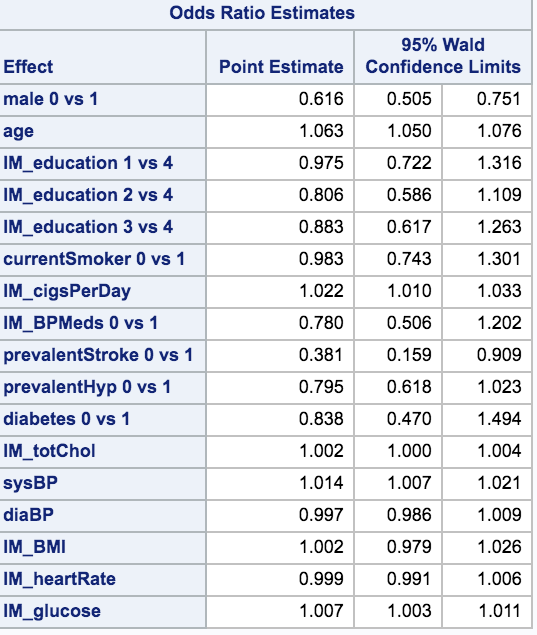 Odds Ratio Estimates
95% Wald
Effect Point Estimate Confidence Limits
male 0 vs 1 0.616 0.505 0.751
age 1.063 1.050 1.076
IM_education 1 vs 4 0.975 0.722 1.316
IM_education 2 vs 4 0.806 0.586 1.109
IM_education 3 vs 4 0.883 0.617 1.263
currentSmoker 0 vs 1 0.983 0.743 1.301
IM_cigsPerDay 1.022 1.010 1.033
IM_BPMeds 0 vs 1 0.780 0.506 1.202
prevalentStroke 0 vs 1 0.381 0.159 0.909
prevalentHyp 0 vs 1 0.795 0.618 1.023
diabetes 0 vs 1 0.838 0.470 1.494
IM_totChol 1.002 1.000 1.004
sysBP 1.014 1.007 1.021
diaBP 0.997 0.986 1.009
IM_BMI 1.002 0.979 1.026
IM_heartRate 0.999 0.991 1.006
IM_glucose 1.007 1.003 1.011